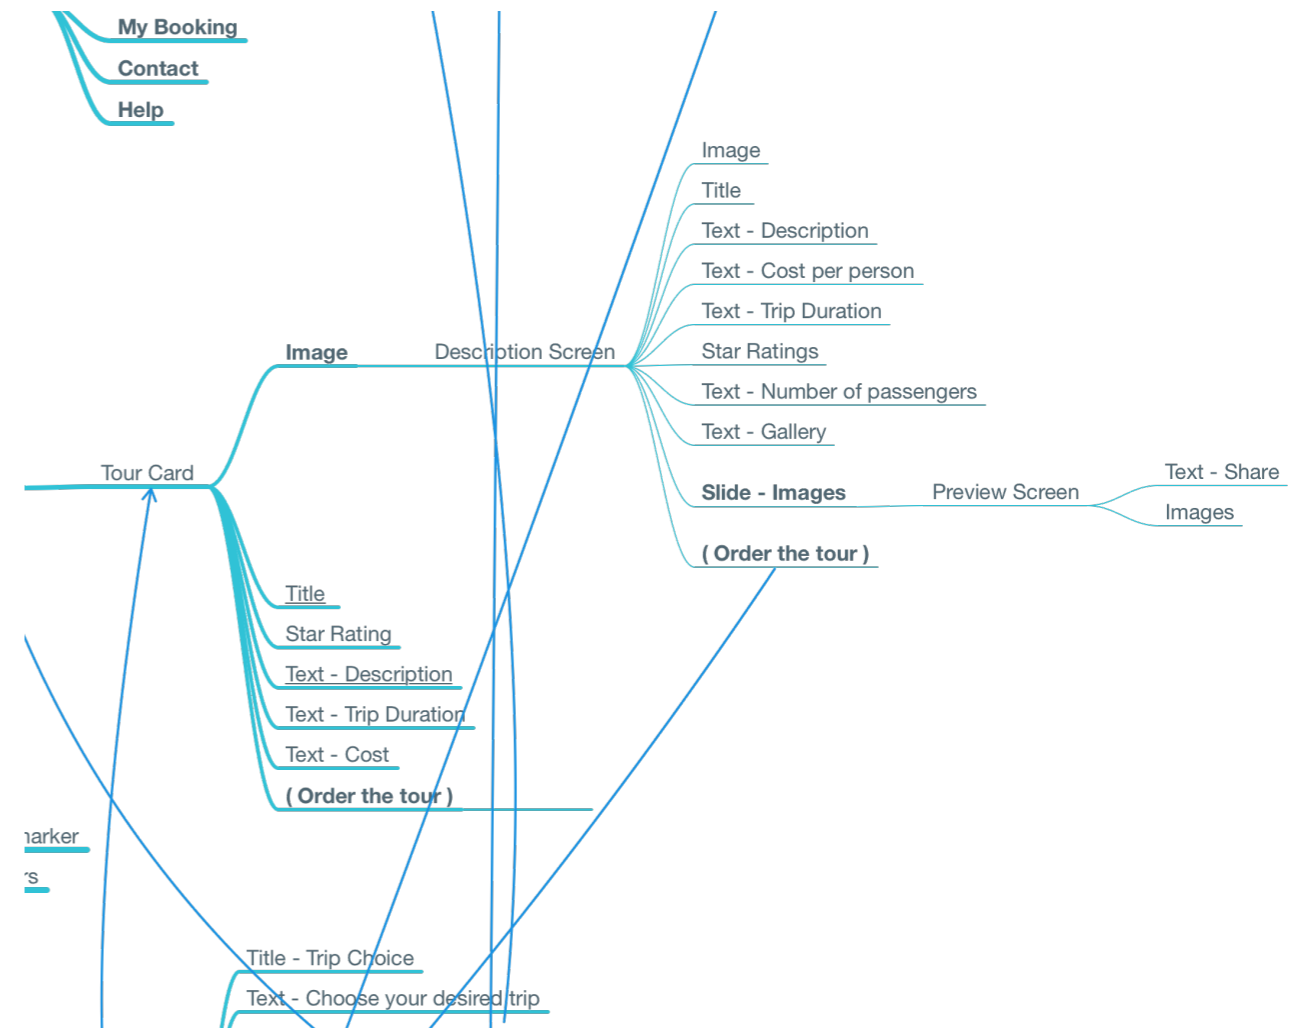 My Booking
Contact
Help
Image
Title
Text - Description
Text - Cost per person
Text - Trip Duration
Star Ratings
Text - Number of passengers
Text - Gallery
Slide - Images
( Order the tour )
Image
Description Screen
Preview Screen
Text - Share
Images
Tour Card
Title
Star Rating
Text - Description
Text - Trip Duration
Text - Cost
( Order the tour )
Title - Trip Choice
Text - Choose your desired trip